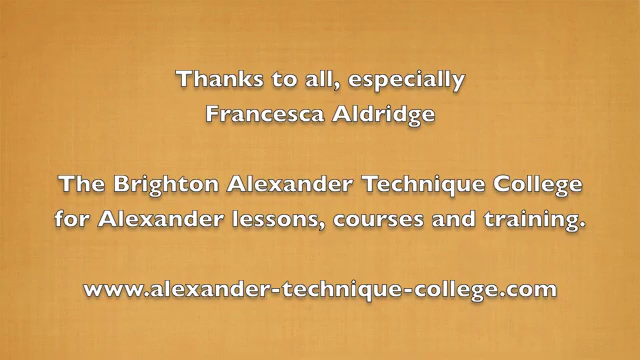 Thanks to all, especially
Francesca Aldridge
The Brighton Alexander Technique College
for Alexander lessons, courses and training.
www.alexander-technique-college.com